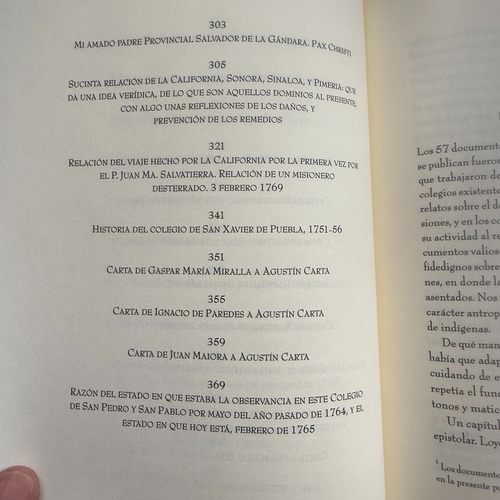 303
Mi amado padre Provincial Salvador de la Gándara. Pax Christi
305
Sucinta relación de la California, Sonora, Sinaloa, y Pimeria: que
da una idea verídica, de lo que son aquellos dominios al presente,
con algo unas reflexiones de los daños, y
prevención de los remedios
321
Relación del viaje hecho por la California por la primera vez por
el P. Juan Ma. Salvatierra. Relación de un misionero
desterrado. 3 febrero 1769
341
Historia del colegio de San Xavier de Puebla, 1751-56
351
Carta de Gaspar María Miralla a Agustín Carta
355
Carta de Ignacio de Paredes a Agustín Carta
359
Carta de Juan Maiora a Agustín Carta
369
Razón del estado en que estaba la observancia en este Colegio
de San Pedro y San Pablo por mayo del año pasado de 1764, y el
estado en que hoy está, febrero de 1765
Los 57 document
se publican fueron
que trabajaron de
colegios existente
relatos sobre el d
siones, y en los co
su actividad al re
cumentos valios
fidedignos sobre
nes, en donde la
asentados. Nos
carácter antrop
de indígenas.
De qué man
había que adap
cuidando de e
repetía el func
tonos y matic
Un capítul
epistolar. Loyo
1 Los documento
en la presente pu